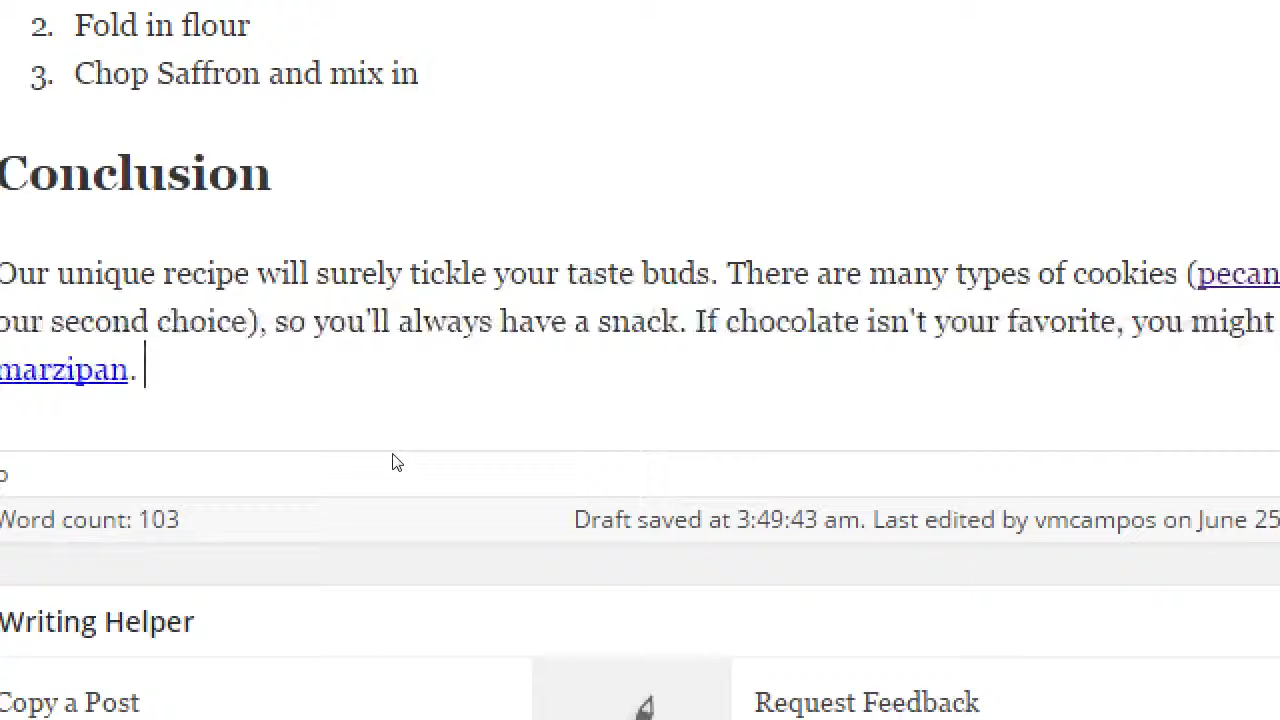 2. Fold in flour
3. Chop Saffron and mix in
Conclusion
Our unique recipe will surely tickle your taste buds. There are many types of cookies (pecan
our second choice), so you'll always have a snack. If chocolate isn't your favorite, you might
marzipan.
p
Word count: 103 Draft saved at 3:49:43 am. Last edited by vmcampos on June 25
Writing Helper
Copy a Post Request Feedback